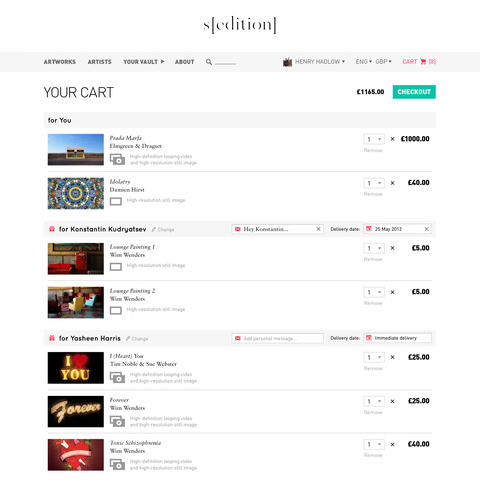 s[edition]
ARTWORKS ARTISTS YOUR VAULT ABOUT HENRY HADLOW ENG GBP CART [8]
YOUR CART £1165.00 CHECKOUT
for You
Prada Marfa 1 × £1000.00
Elmgreen & Draguet
High-definition looping video Remove
and high-resolution still image
Idolatry 1 × £40.00
Damien Hirst
High-resolution still image Remove
for Konstantin Kudryatsev Change Hey Konstantin... × Delivery date: 25 May 2012 ×
Lounge Painting 1 1 × £5.00
Wim Wenders
High-resolution still image Remove
Lounge Painting 2 1 × £5.00
Wim Wenders
High-resolution still image Remove
for Yasheen Harris Change Add personal message... Delivery date: Immediate delivery
I (Heart) You 1 × £25.00
Tim Noble & Sue Webster
High-definition looping video Remove
and high-resolution still image
I
YOU
Forever 1 × £25.00
Wim Wenders
High-definition looping video Remove
and high-resolution still image
Forever
Toxic Schizophrenia 1 × £40.00
Wim Wenders
High-definition looping video Remove
and high-resolution still image